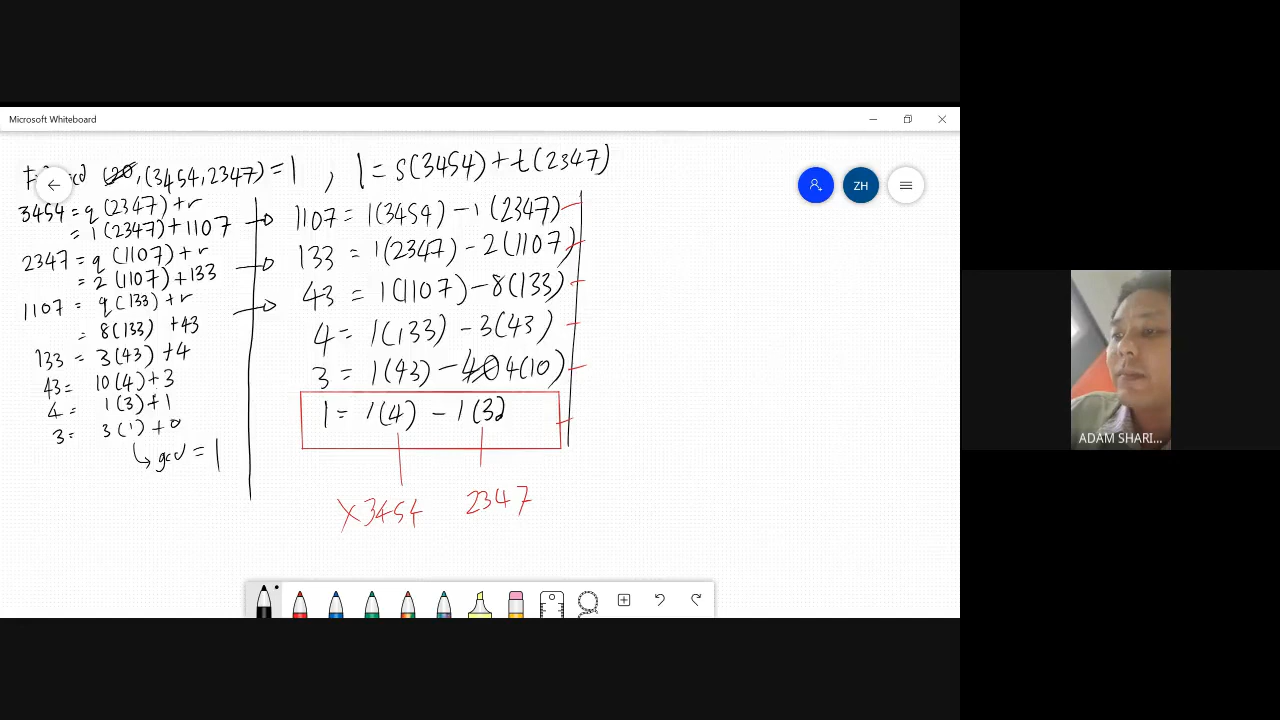 Microsoft Whiteboard
gcd (3454, 2347) = 1 , 1 = s(3454) + t(2347)
3454 = q(2347) + r
= 1(2347) + 1107
2347 = q(1107) + r
= 2(1107) + 133
1107 = q(133) + r
= 8(133) + 43
133 = 3(43) + 4
43 = 10(4) + 3
4 = 1(3) + 1
3 = 3(1) + 0
↳ gcd = 1
1107 = 1(3454) - 1(2347)
133 = 1(2347) - 2(1107)
43 = 1(1107) - 8(133)
4 = 1(133) - 3(43)
3 = 1(43) - 4(10)
1 = 1(4) - 1(3)
X3454 2347
ZH
ADAM SHARI...